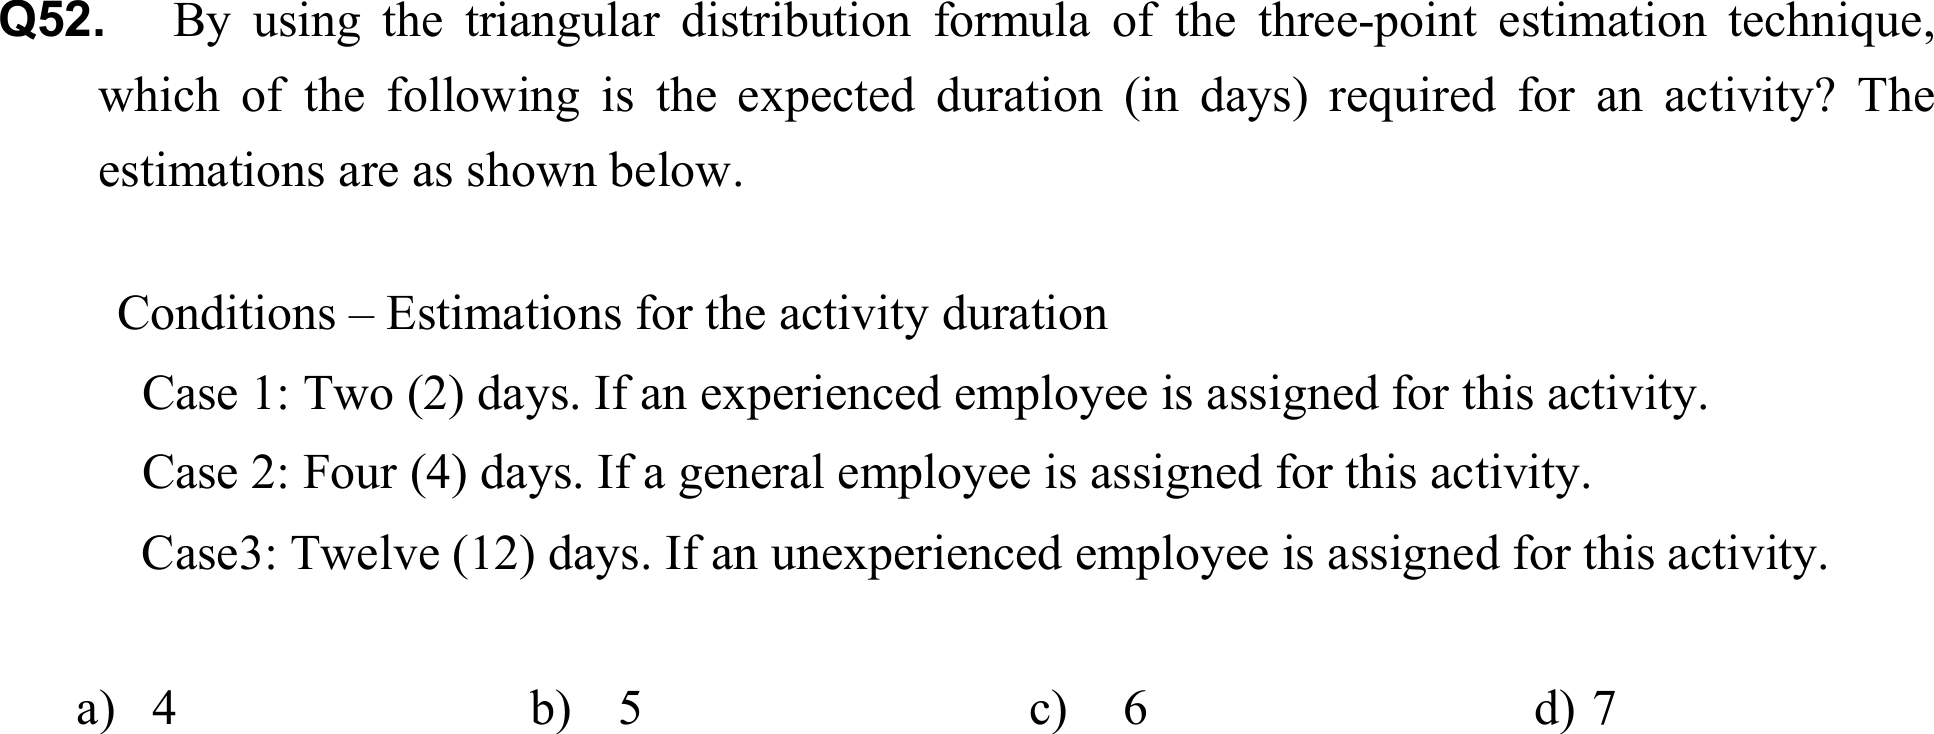 Q52. By using the triangular distribution formula of the three-point estimation technique,
which of the following is the expected duration (in days) required for an activity? The
estimations are as shown below.
Conditions – Estimations for the activity duration
Case 1: Two (2) days. If an experienced employee is assigned for this activity.
Case 2: Four (4) days. If a general employee is assigned for this activity.
Case3: Twelve (12) days. If an unexperienced employee is assigned for this activity.
a) 4 b) 5 c) 6 d) 7